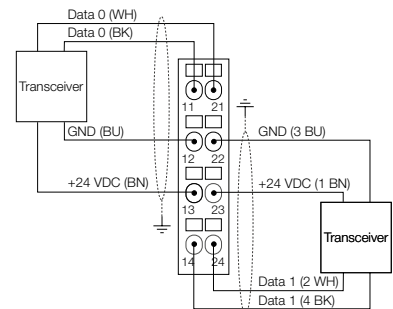 Data 0 (WH)
Data 0 (BK)
Transceiver
11 21
GND (BU)
GND (3 BU)
12 22
+24 VDC (BN)
+24 VDC (1 BN)
13 23
Transceiver
14 24
Data 1 (2 WH)
Data 1 (4 BK)